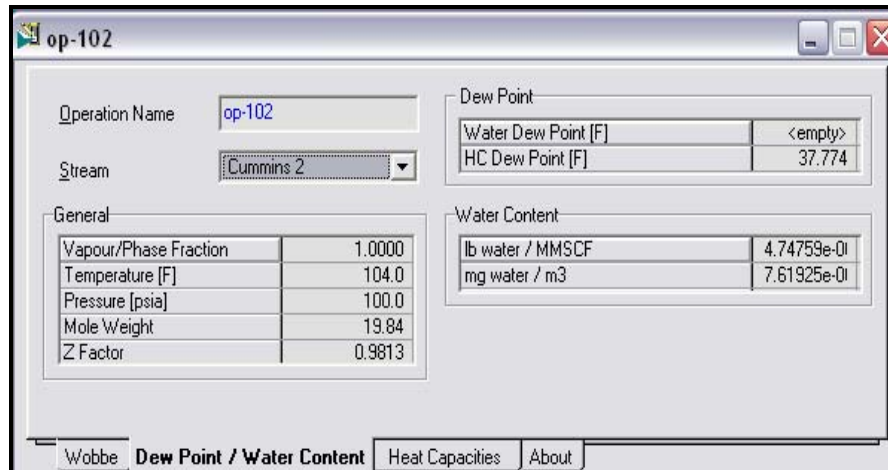 op-102
Operation Name op-102
Stream Cummins 2
General
Vapour/Phase Fraction 1.0000
Temperature [F] 104.0
Pressure [psia] 100.0
Mole Weight 19.84
Z Factor 0.9813
Dew Point
Water Dew Point [F] <empty>
HC Dew Point [F] 37.774
Water Content
lb water / MMSCF 4.74759e-0
mg water / m3 7.61925e-0
Wobbe Dew Point / Water Content Heat Capacities About